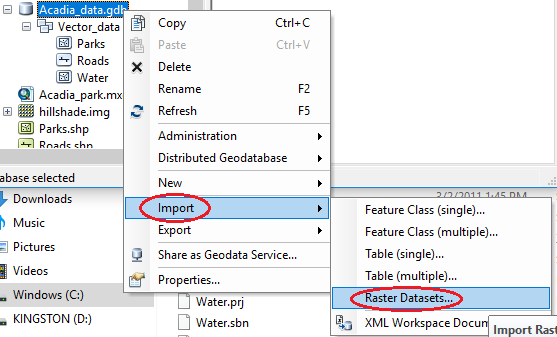 Acadia_data.gdb
Vector_data
Parks
Roads
Water
Acadia_park.mx
hillshade.img
Parks.shp
Roads.shp
abase selected
Downloads
Music
Pictures
Videos
Windows (C:)
KINGSTON (D:)
Copy Ctrl+C
Paste Ctrl+V
Delete
Rename F2
Refresh F5
Administration
Distributed Geodatabase
New
Import
Export
Share as Geodata Service...
Properties...
3/2/2011 1:45 PM
Feature Class (single)...
Feature Class (multiple)...
Table (single)...
Table (multiple)...
Raster Datasets...
XML Workspace Docum
Import Rast
Water.prj
Water.sbn